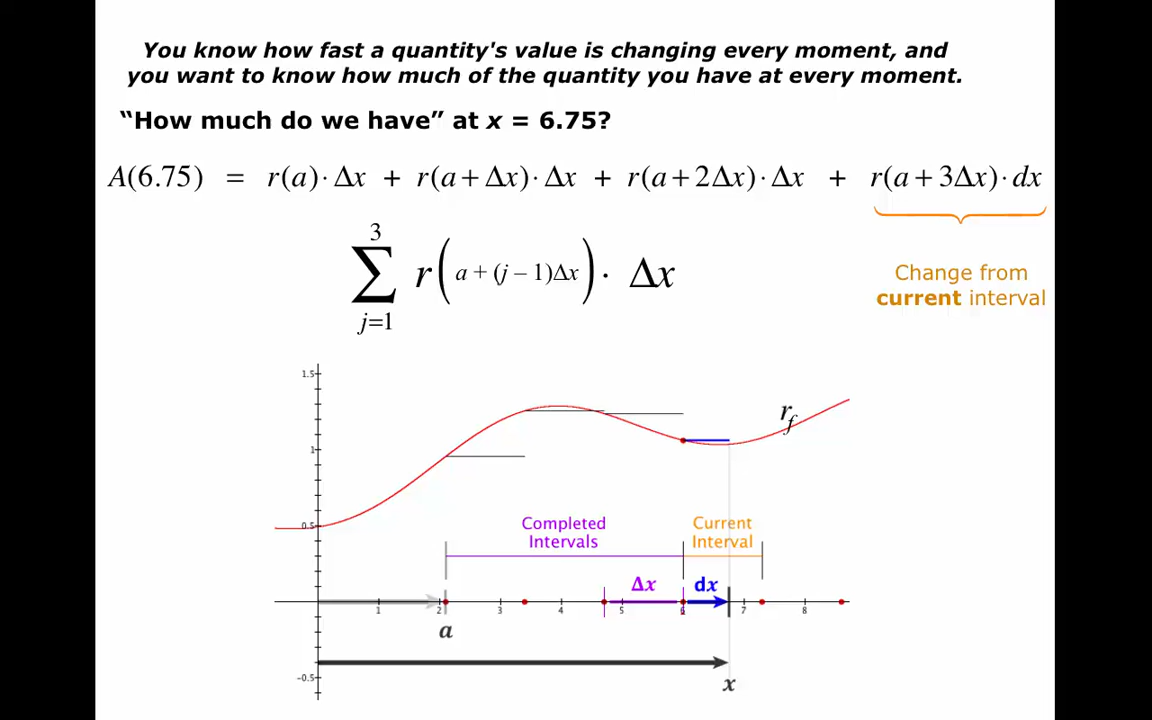 You know how fast a quantity's value is changing every moment, and
you want to know how much of the quantity you have at every moment.
“How much do we have” at x = 6.75?
A(6.75) = r(a)·Δx + r(a+Δx)·Δx + r(a+2Δx)·Δx + r(a+3Δx)·dx
3
∑ r(a + (j – 1)Δx) · Δx
j=1
Change from
current interval
1.5
r_f
1
0.5
Completed
Intervals
Current
Interval
Δx dx
1 2 3 4 5 6 7 8
a
-0.5
x